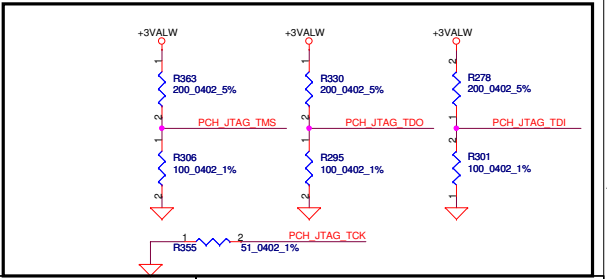 +3VALW +3VALW +3VALW
1 1 2
R363 R330 R278
200_0402_5% 200_0402_5% 200_0402_5%
2 2 1
PCH_JTAG_TMS PCH_JTAG_TDO PCH_JTAG_TDI
1 1 2
R306 R295 R301
100_0402_1% 100_0402_1% 100_0402_1%
2 2 1
1 2 PCH_JTAG_TCK
R355 51_0402_1%